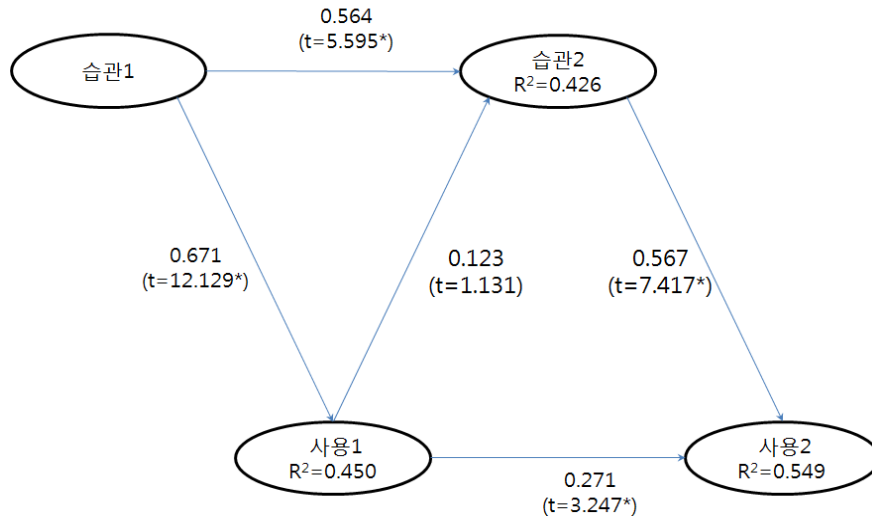 0.564
(t=5.595*)
습관1
습관2
R²=0.426
0.671
(t=12.129*)
0.123
(t=1.131)
0.567
(t=7.417*)
사용1
R²=0.450
사용2
R²=0.549
0.271
(t=3.247*)